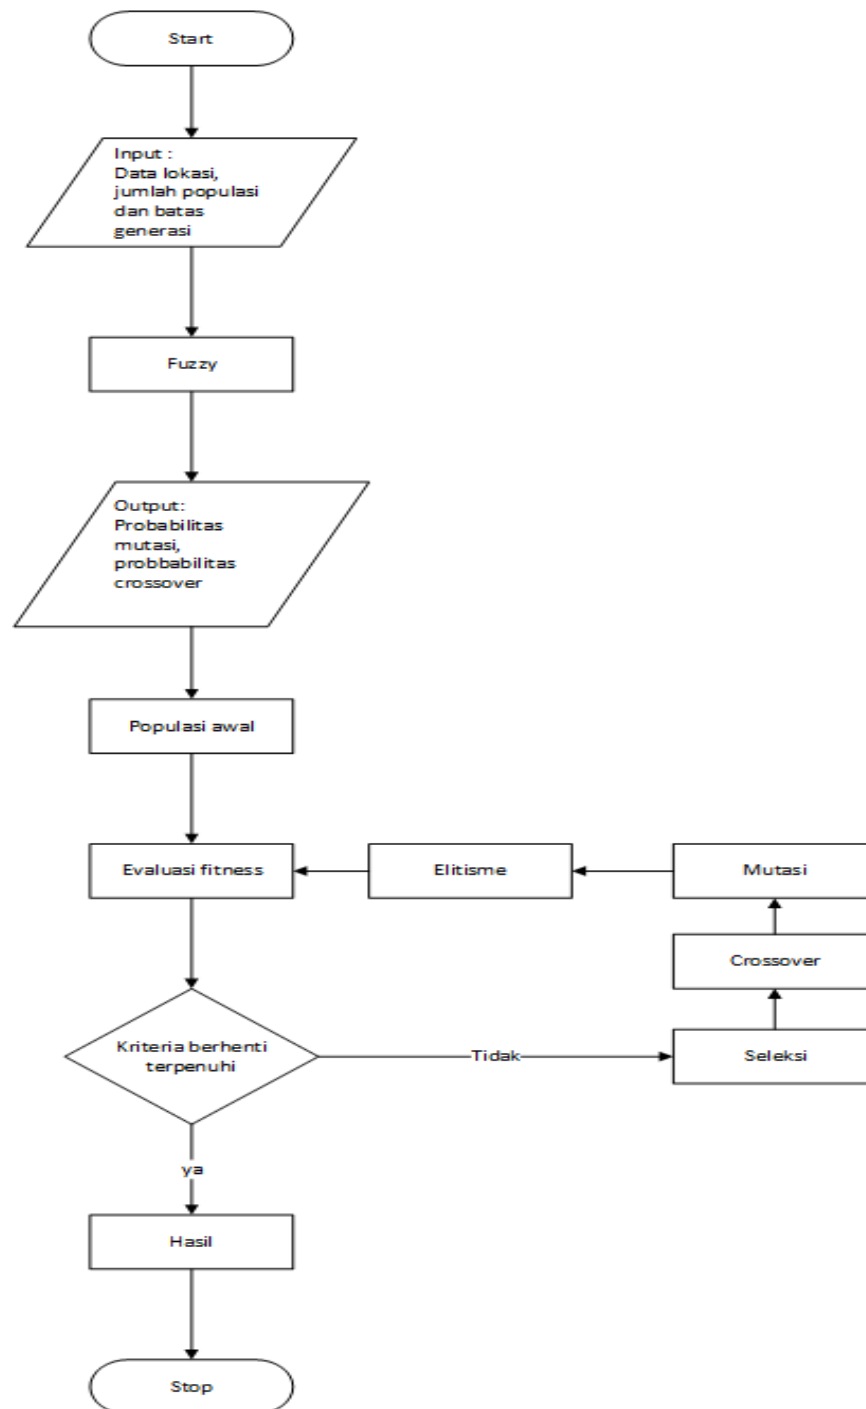 Start
Input :
Data lokasi,
jumlah populasi
dan batas
generasi
Fuzzy
Output:
Probabilitas
mutasi,
probbabilitas
crossover
Populasi awal
Evaluasi fitness
Elitisme
Mutasi
Crossover
Kriteria berhenti
terpenuhi
Tidak
Seleksi
ya
Hasil
Stop